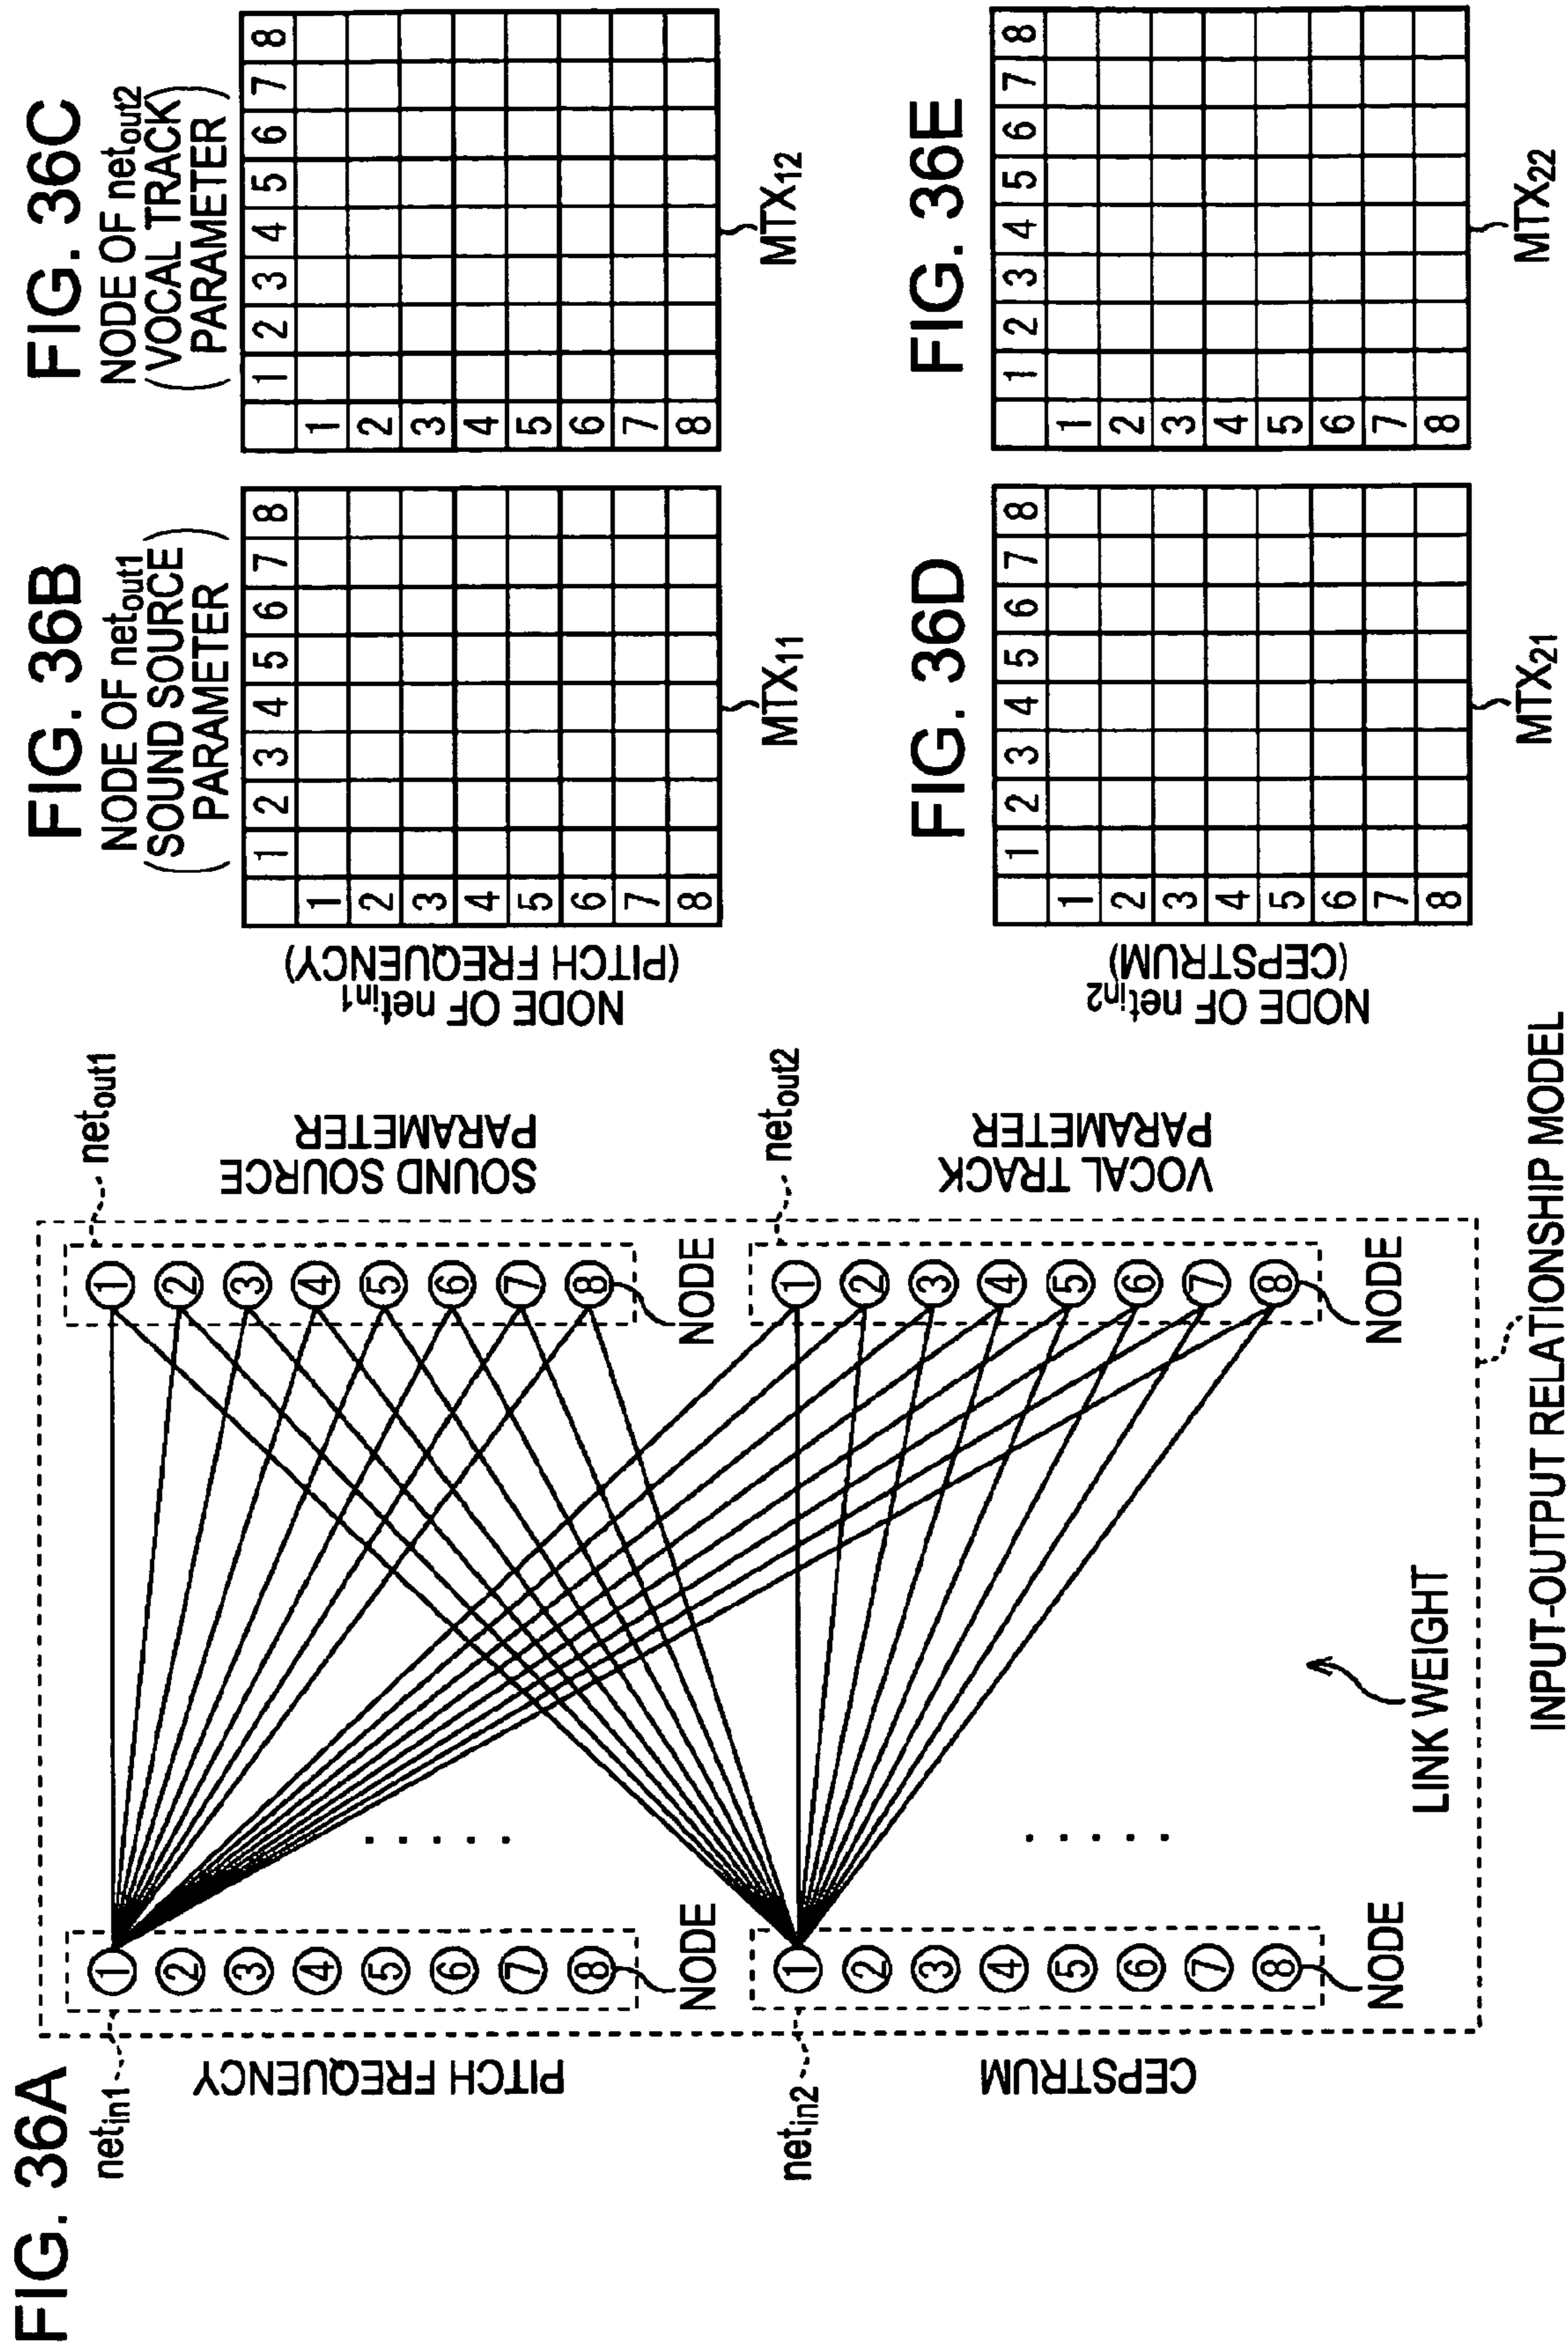 FIG. 36A
net_in1
PITCH FREQUENCY
1
2
3
4
5
6
7
8
NODE
net_in2
CEPSTRUM
1
2
3
4
5
6
7
8
NODE
. . . . .
. . . . .
LINK WEIGHT
net_out1
SOUND SOURCE
PARAMETER
1
2
3
4
5
6
7
8
NODE
net_out2
VOCAL TRACK
PARAMETER
1
2
3
4
5
6
7
8
NODE
INPUT-OUTPUT RELATIONSHIP MODEL
FIG. 36B
NODE OF net_out1
(SOUND SOURCE
PARAMETER)
NODE OF net_in1
(PITCH FREQUENCY)
1 2 3 4 5 6 7 8
1
2
3
4
5
6
7
8
MTX_11
FIG. 36C
NODE OF net_out2
(VOCAL TRACK
PARAMETER)
1 2 3 4 5 6 7 8
1
2
3
4
5
6
7
8
MTX_12
FIG. 36D
NODE OF net_in2
(CEPSTRUM)
1 2 3 4 5 6 7 8
1
2
3
4
5
6
7
8
MTX_21
FIG. 36E
1 2 3 4 5 6 7 8
1
2
3
4
5
6
7
8
MTX_22